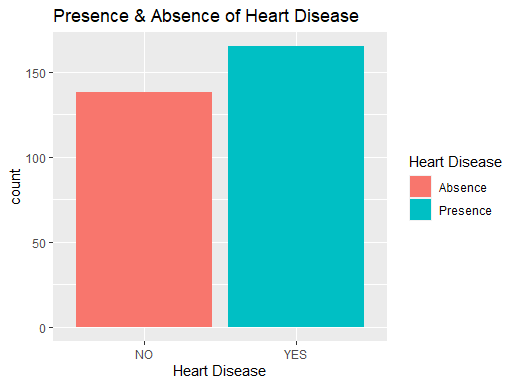 Presence & Absence of Heart Disease
150
100
50
0
count
NO
YES
Heart Disease
Heart Disease
Absence
Presence